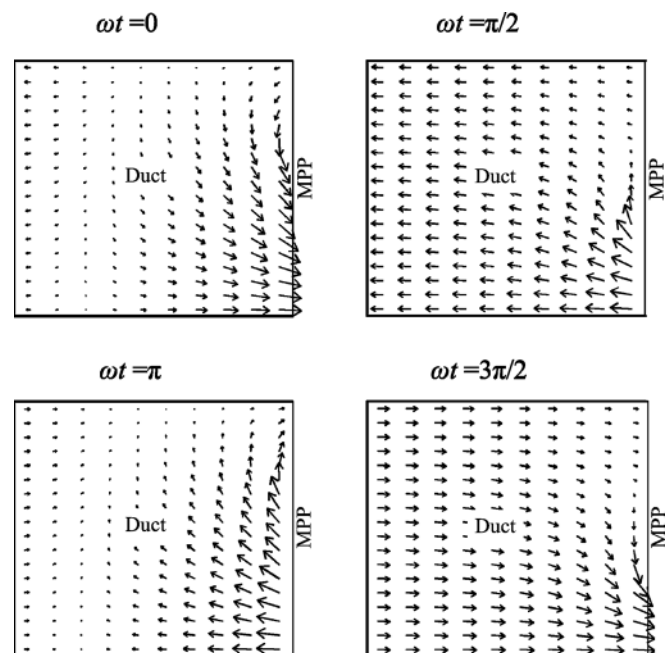 ωt =0
ωt =π/2
Duct
MPP
Duct
MPP
ωt =π
ωt =3π/2
Duct
MPP
Duct
MPP